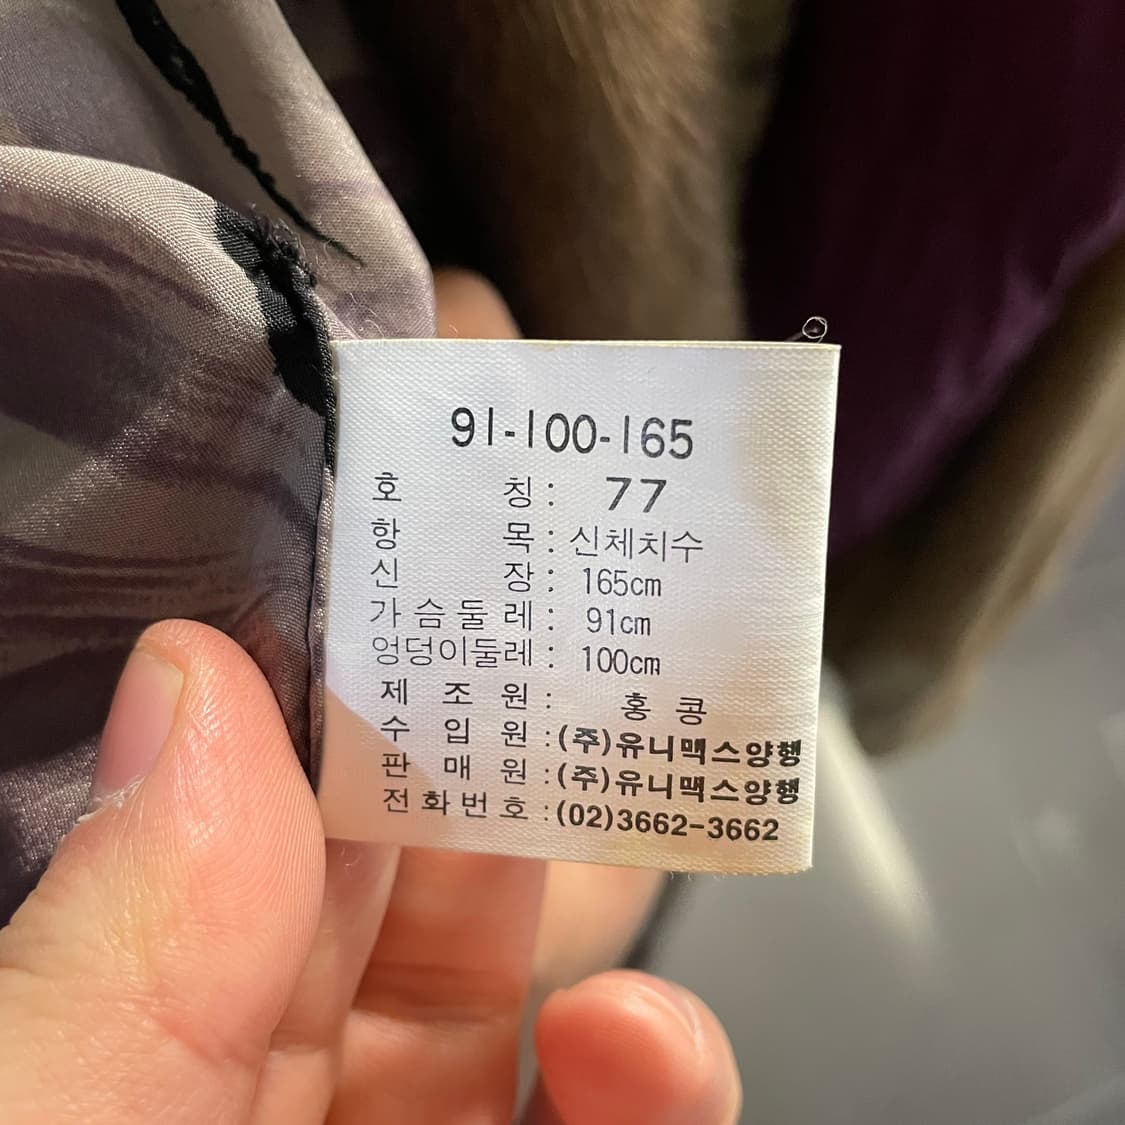 91-100-165
호 칭 : 77
항 목 : 신체치수
신 장 : 165cm
가슴둘레 : 91cm
엉덩이둘레 : 100cm
제 조 원 : 홍 콩
수 입 원 : (주)유니맥스양행
판 매 원 : (주)유니맥스양행
전화번호 : (02)3662-3662